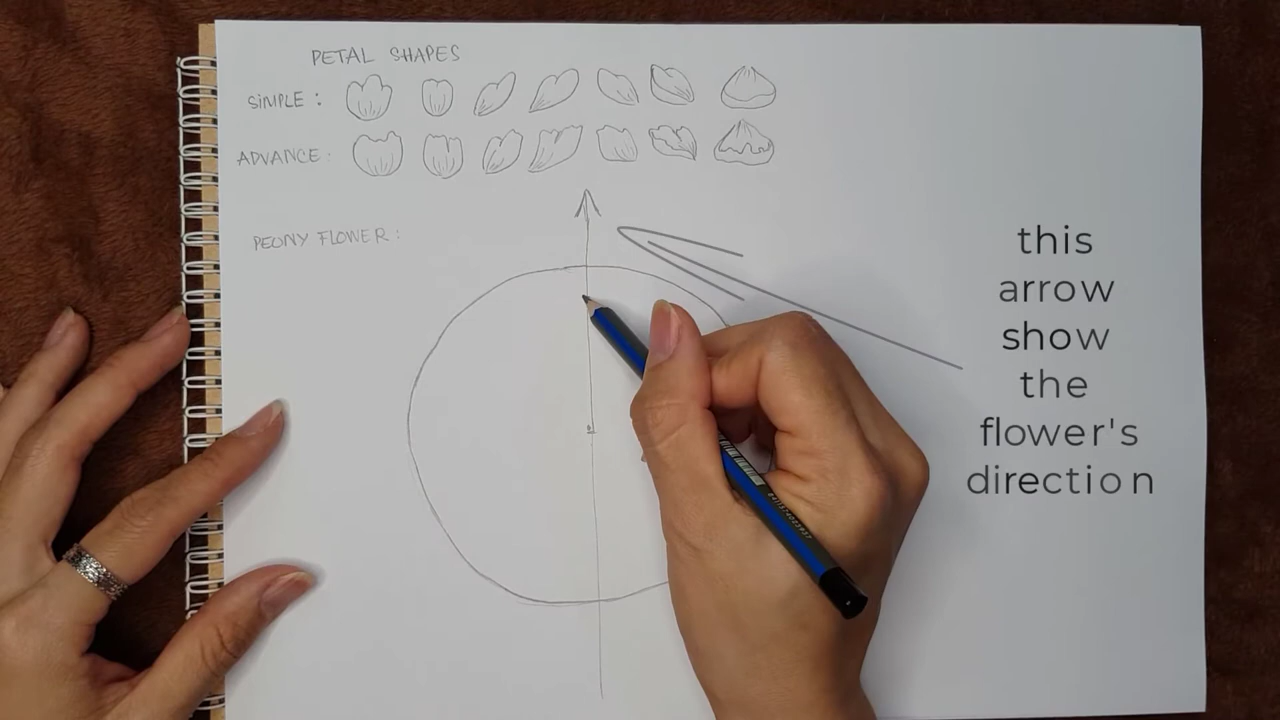 PETAL SHAPES
SIMPLE :
ADVANCE :
PEONY FLOWER :
this
arrow
show
the
flower's
direction